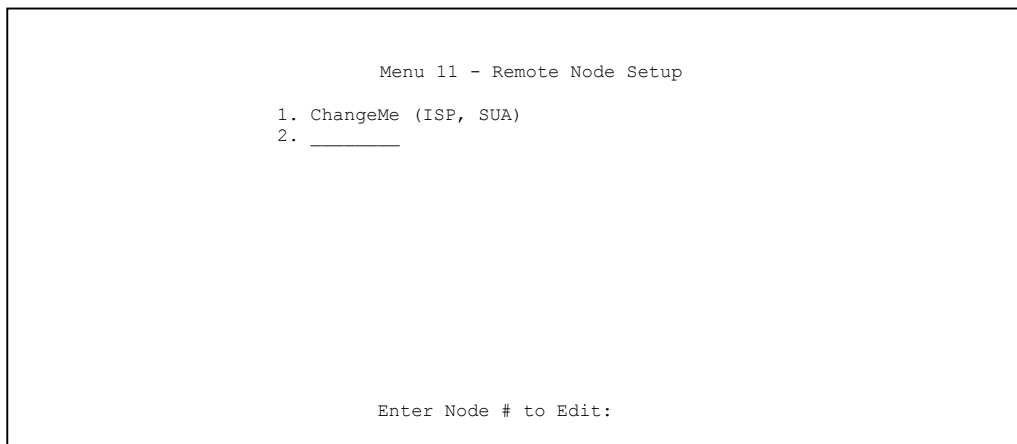 Menu 11 - Remote Node Setup
1. ChangeMe (ISP, SUA)
2. ________
Enter Node # to Edit: